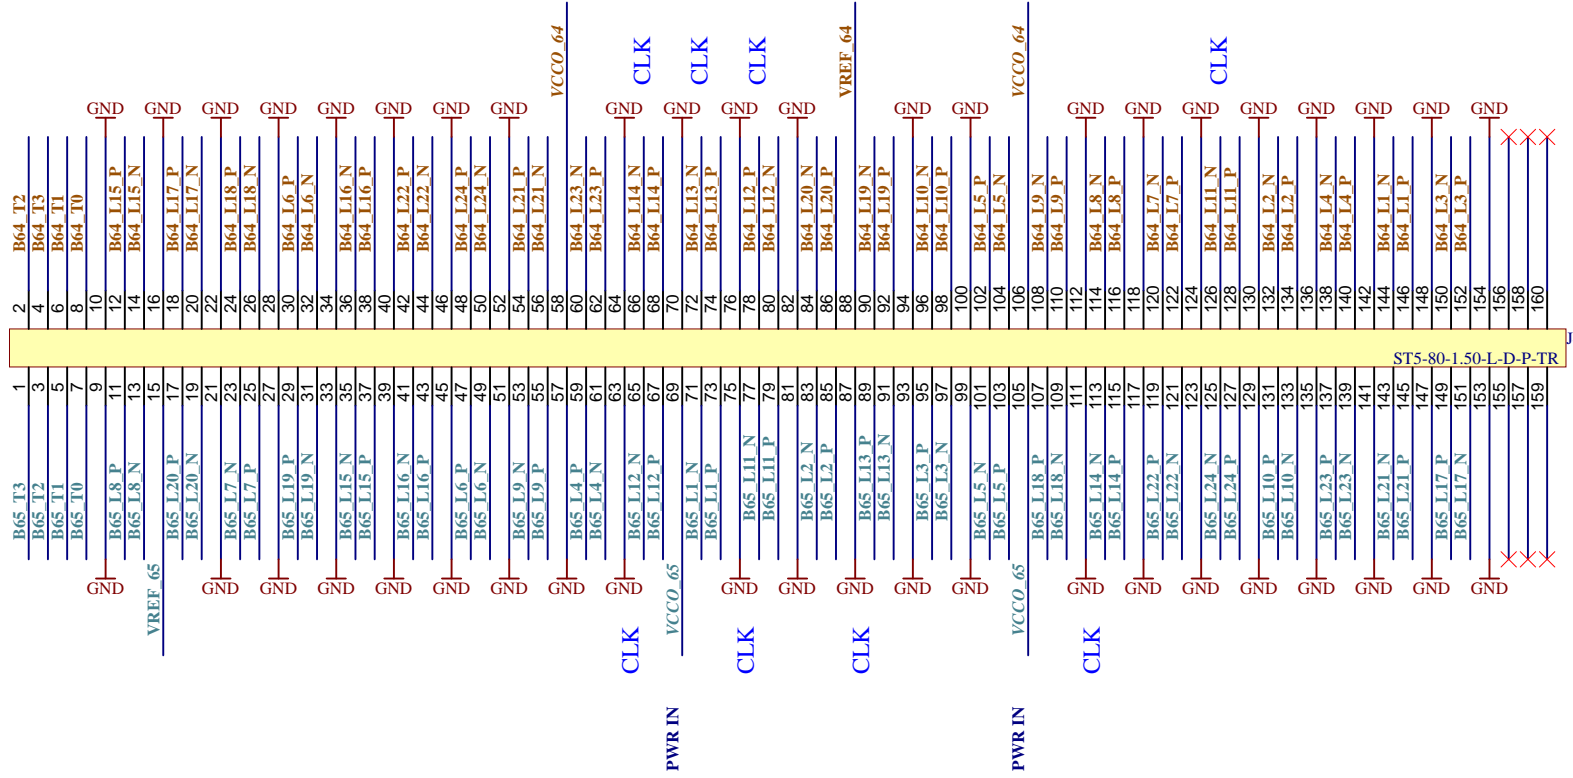 VCCO_64
CLK
CLK
CLK
VREF_64
VCCO_64
CLK
GND GND GND GND GND GND GND GND GND GND GND GND GND GND GND GND GND GND GND GND GND GND
B64_T2
B64_T3
B64_T1
B64_T0
B64_L15_P
B64_L15_N
B64_L17_P
B64_L17_N
B64_L18_P
B64_L18_N
B64_L6_P
B64_L6_N
B64_L16_N
B64_L16_P
B64_L22_P
B64_L22_N
B64_L24_P
B64_L24_N
B64_L21_P
B64_L21_N
B64_L23_N
B64_L23_P
B64_L14_N
B64_L14_P
B64_L13_N
B64_L13_P
B64_L12_P
B64_L12_N
B64_L20_N
B64_L20_P
B64_L19_N
B64_L19_P
B64_L10_N
B64_L10_P
B64_L5_P
B64_L5_N
B64_L9_N
B64_L9_P
B64_L8_N
B64_L8_P
B64_L7_N
B64_L7_P
B64_L11_N
B64_L11_P
B64_L2_N
B64_L2_P
B64_L4_N
B64_L4_P
B64_L1_N
B64_L1_P
B64_L3_N
B64_L3_P
2 4 6 8 10 12 14 16 18 20 22 24 26 28 30 32 34 36 38 40 42 44 46 48 50 52 54 56 58 60 62 64 66 68 70 72 74 76 78 80 82 84 86 88 90 92 94 96 98 100 102 104 106 108 110 112 114 116 118 120 122 124 126 128 130 132 134 136 138 140 142 144 146 148 150 152 154 156 158 160
J
ST5-80-1.50-L-D-P-TR
1 3 5 7 9 11 13 15 17 19 21 23 25 27 29 31 33 35 37 39 41 43 45 47 49 51 53 55 57 59 61 63 65 67 69 71 73 75 77 79 81 83 85 87 89 91 93 95 97 99 101 103 105 107 109 111 113 115 117 119 121 123 125 127 129 131 133 135 137 139 141 143 145 147 149 151 153 155 157 159
B65_T3
B65_T2
B65_T1
B65_T0
B65_L8_P
B65_L8_N
B65_L20_P
B65_L20_N
B65_L7_N
B65_L7_P
B65_L19_P
B65_L19_N
B65_L15_N
B65_L15_P
B65_L16_N
B65_L16_P
B65_L6_P
B65_L6_N
B65_L9_N
B65_L9_P
B65_L4_P
B65_L4_N
B65_L12_N
B65_L12_P
B65_L1_N
B65_L1_P
B65_L11_N
B65_L11_P
B65_L2_N
B65_L2_P
B65_L13_P
B65_L13_N
B65_L3_P
B65_L3_N
B65_L5_N
B65_L5_P
B65_L18_P
B65_L18_N
B65_L14_N
B65_L14_P
B65_L22_P
B65_L22_N
B65_L24_N
B65_L24_P
B65_L10_P
B65_L10_N
B65_L23_P
B65_L23_N
B65_L21_N
B65_L21_P
B65_L17_P
B65_L17_N
GND GND GND GND GND GND GND GND GND GND GND GND GND GND GND GND GND GND GND GND GND GND
VREF_65
CLK
VCCO_65
CLK
CLK
VCCO_65
CLK
PWR IN
PWR IN